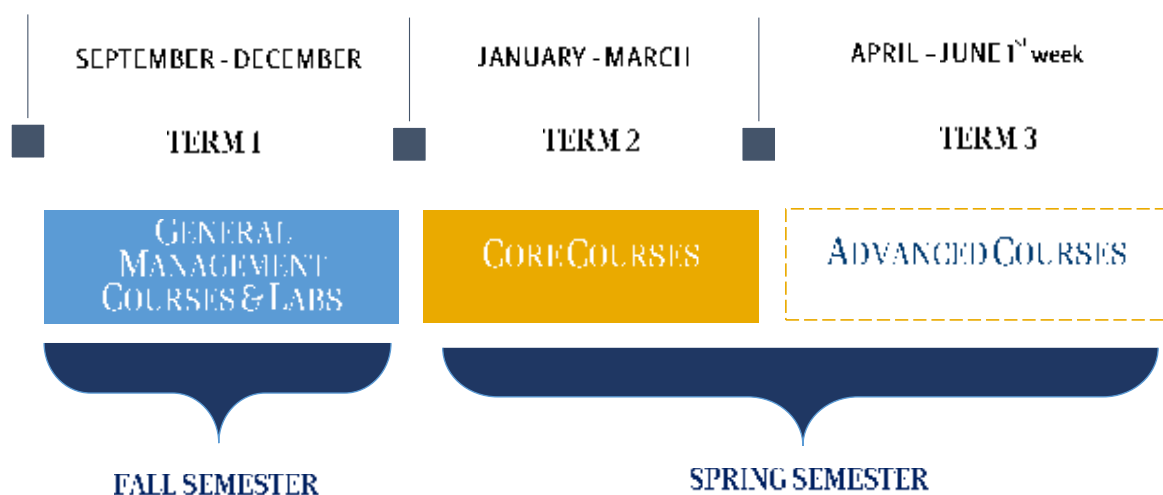 SEPTEMBER - DECEMBER
JANUARY - MARCH
APRIL – JUNE 1ST week
TERM 1
TERM 2
TERM 3
GENERAL
MANAGEMENT
COURSES & LABS
CORE COURSES
ADVANCED COURSES
FALL SEMESTER
SPRING SEMESTER